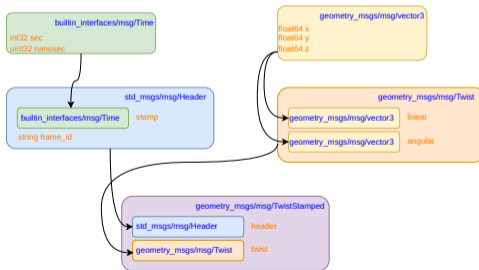 builtin_interfaces/msg/Time
int32 sec
uint32 nanosec
geometry_msgs/msg/vector3
float64 x
float64 y
float64 z
std_msgs/msg/Header
builtin_interfaces/msg/Time stamp
string frame_id
geometry_msgs/msg/Twist
geometry_msgs/msg/vector3 linear
geometry_msgs/msg/vector3 angular
geometry_msgs/msg/TwistStamped
std_msgs/msg/Header header
geometry_msgs/msg/Twist twist